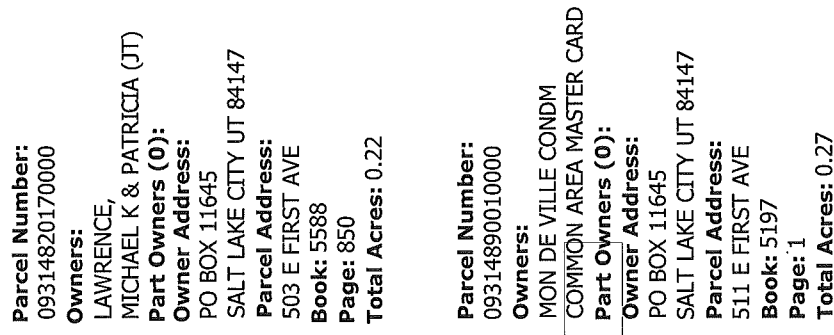 Parcel Number:
09314820170000
Owners:
LAWRENCE,
MICHAEL K & PATRICIA (JT)
Part Owners (0):
Owner Address:
PO BOX 11645
SALT LAKE CITY UT 84147
Parcel Address:
503 E FIRST AVE
Book: 5588
Page: 850
Total Acres: 0.22
Parcel Number:
09314890010000
Owners:
MON DE VILLE CONDM
COMMON AREA MASTER CARD
Part Owners (0):
Owner Address:
PO BOX 11645
SALT LAKE CITY UT 84147
Parcel Address:
511 E FIRST AVE
Book: 5197
Page: 1
Total Acres: 0.27